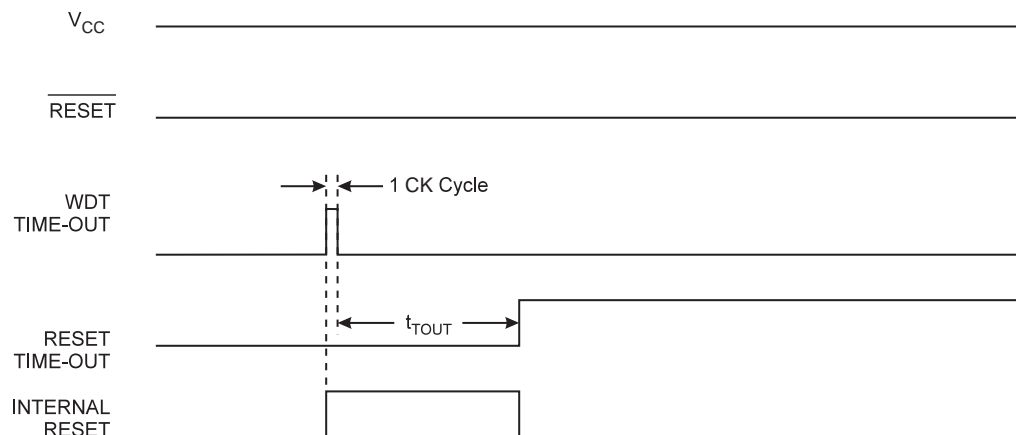 VCC
RESET
1 CK Cycle
WDT
TIME-OUT
tTOUT
RESET
TIME-OUT
INTERNAL
RESET